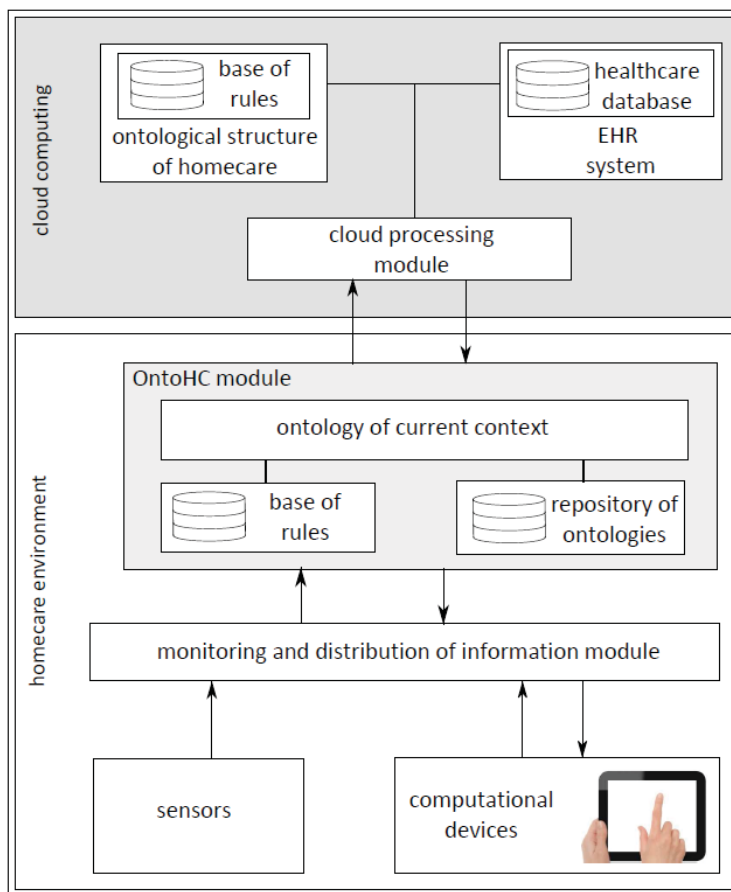 cloud computing
base of
rules
ontological structure
of homecare
healthcare
database
EHR
system
cloud processing
module
homecare environment
OntoHC module
ontology of current context
base of
rules
repository of
ontologies
monitoring and distribution of information module
sensors
computational
devices